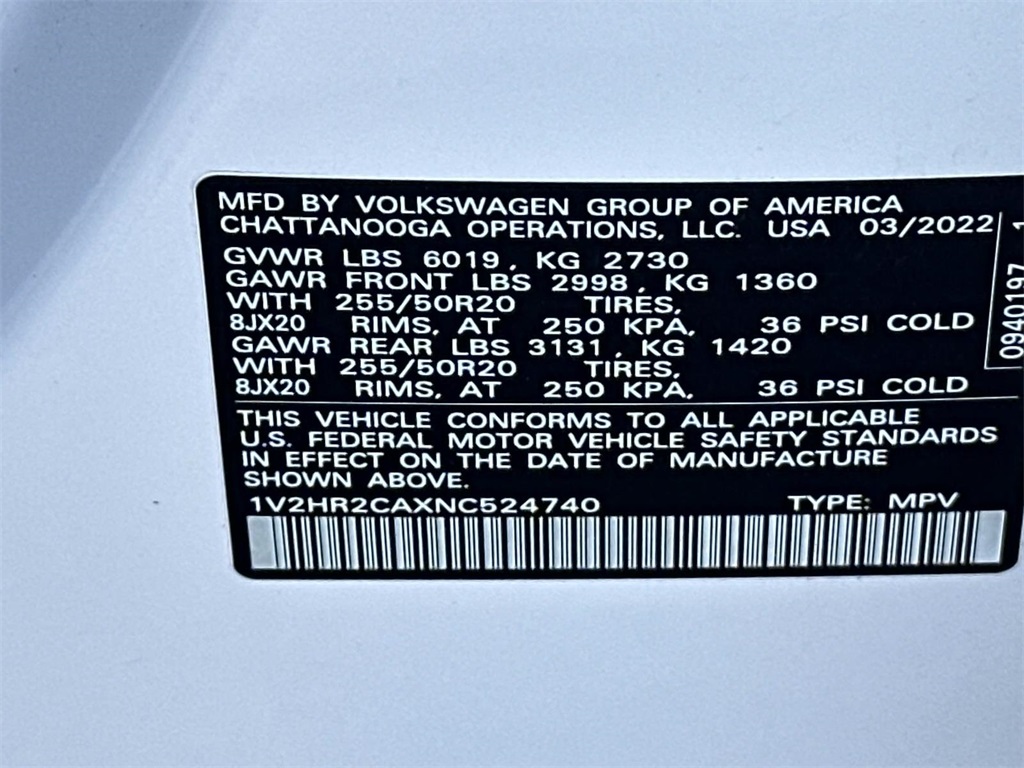 MFD BY VOLKSWAGEN GROUP OF AMERICA
CHATTANOOGA OPERATIONS, LLC. USA 03/2022
GVWR LBS 6019, KG 2730
GAWR FRONT LBS 2998, KG 1360
WITH 255/50R20 TIRES,
8JX20 RIMS, AT 250 KPA, 36 PSI COLD
GAWR REAR LBS 3131, KG 1420
WITH 255/50R20 TIRES,
8JX20 RIMS, AT 250 KPA, 36 PSI COLD
THIS VEHICLE CONFORMS TO ALL APPLICABLE
U.S. FEDERAL MOTOR VEHICLE SAFETY STANDARDS
IN EFFECT ON THE DATE OF MANUFACTURE
SHOWN ABOVE.
1V2HR2CAXNC524740 TYPE: MPV
0940197 1